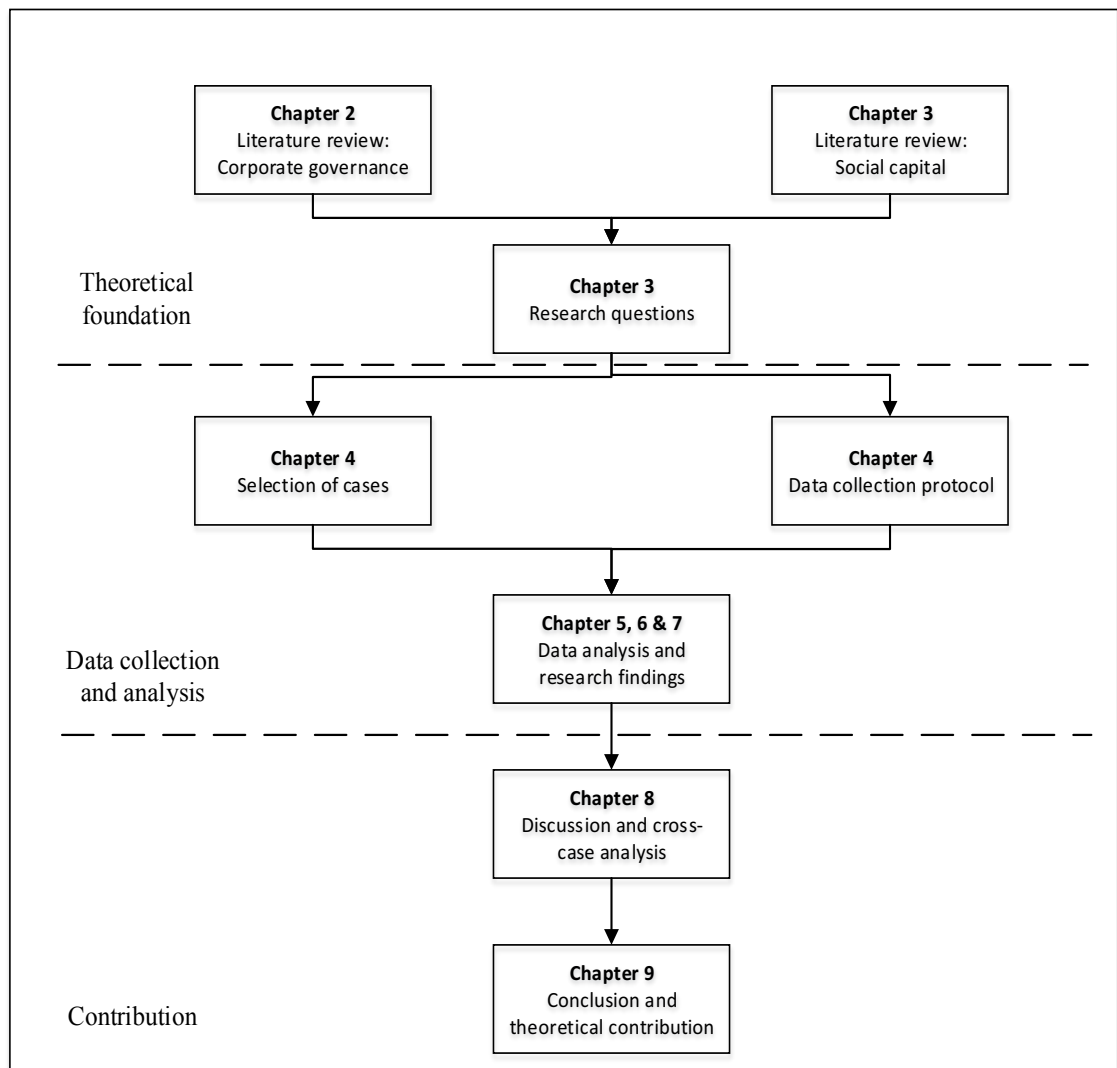 Chapter 2
Literature review:
Corporate governance
Chapter 3
Literature review:
Social capital
Theoretical
foundation
Chapter 3
Research questions
Chapter 4
Selection of cases
Chapter 4
Data collection protocol
Data collection
and analysis
Chapter 5, 6 & 7
Data analysis and
research findings
Chapter 8
Discussion and cross-
case analysis
Contribution
Chapter 9
Conclusion and
theoretical contribution